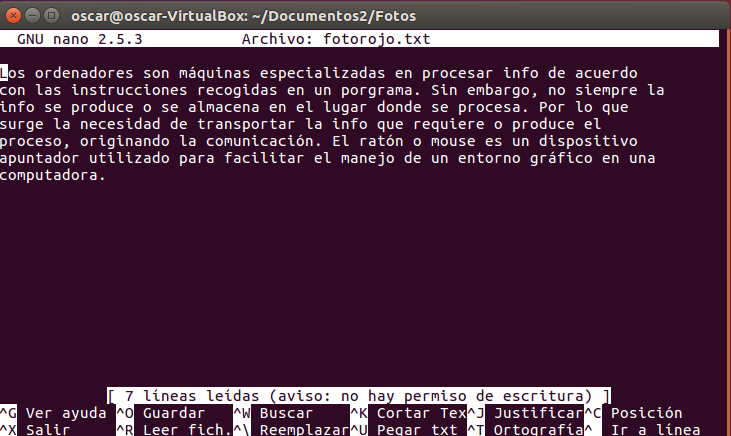 oscar@oscar-VirtualBox: ~/Documentos2/Fotos
GNU nano 2.5.3 Archivo: fotorojo.txt
Los ordenadores son máquinas especializadas en procesar info de acuerdo
con las instrucciones recogidas en un porgrama. Sin embargo, no siempre la
info se produce o se almacena en el lugar donde se procesa. Por lo que
surge la necesidad de transportar la info que requiere o produce el
proceso, originando la comunicación. El ratón o mouse es un dispositivo
apuntador utilizado para facilitar el manejo de un entorno gráfico en una
computadora.
[ 7 líneas leídas (aviso: no hay permiso de escritura) ]
^G Ver ayuda ^O Guardar ^W Buscar ^K Cortar Tex^J Justificar^C Posición
^X Salir ^R Leer fich.^\ Reemplazar^U Pegar txt ^T Ortografía^ Ir a línea